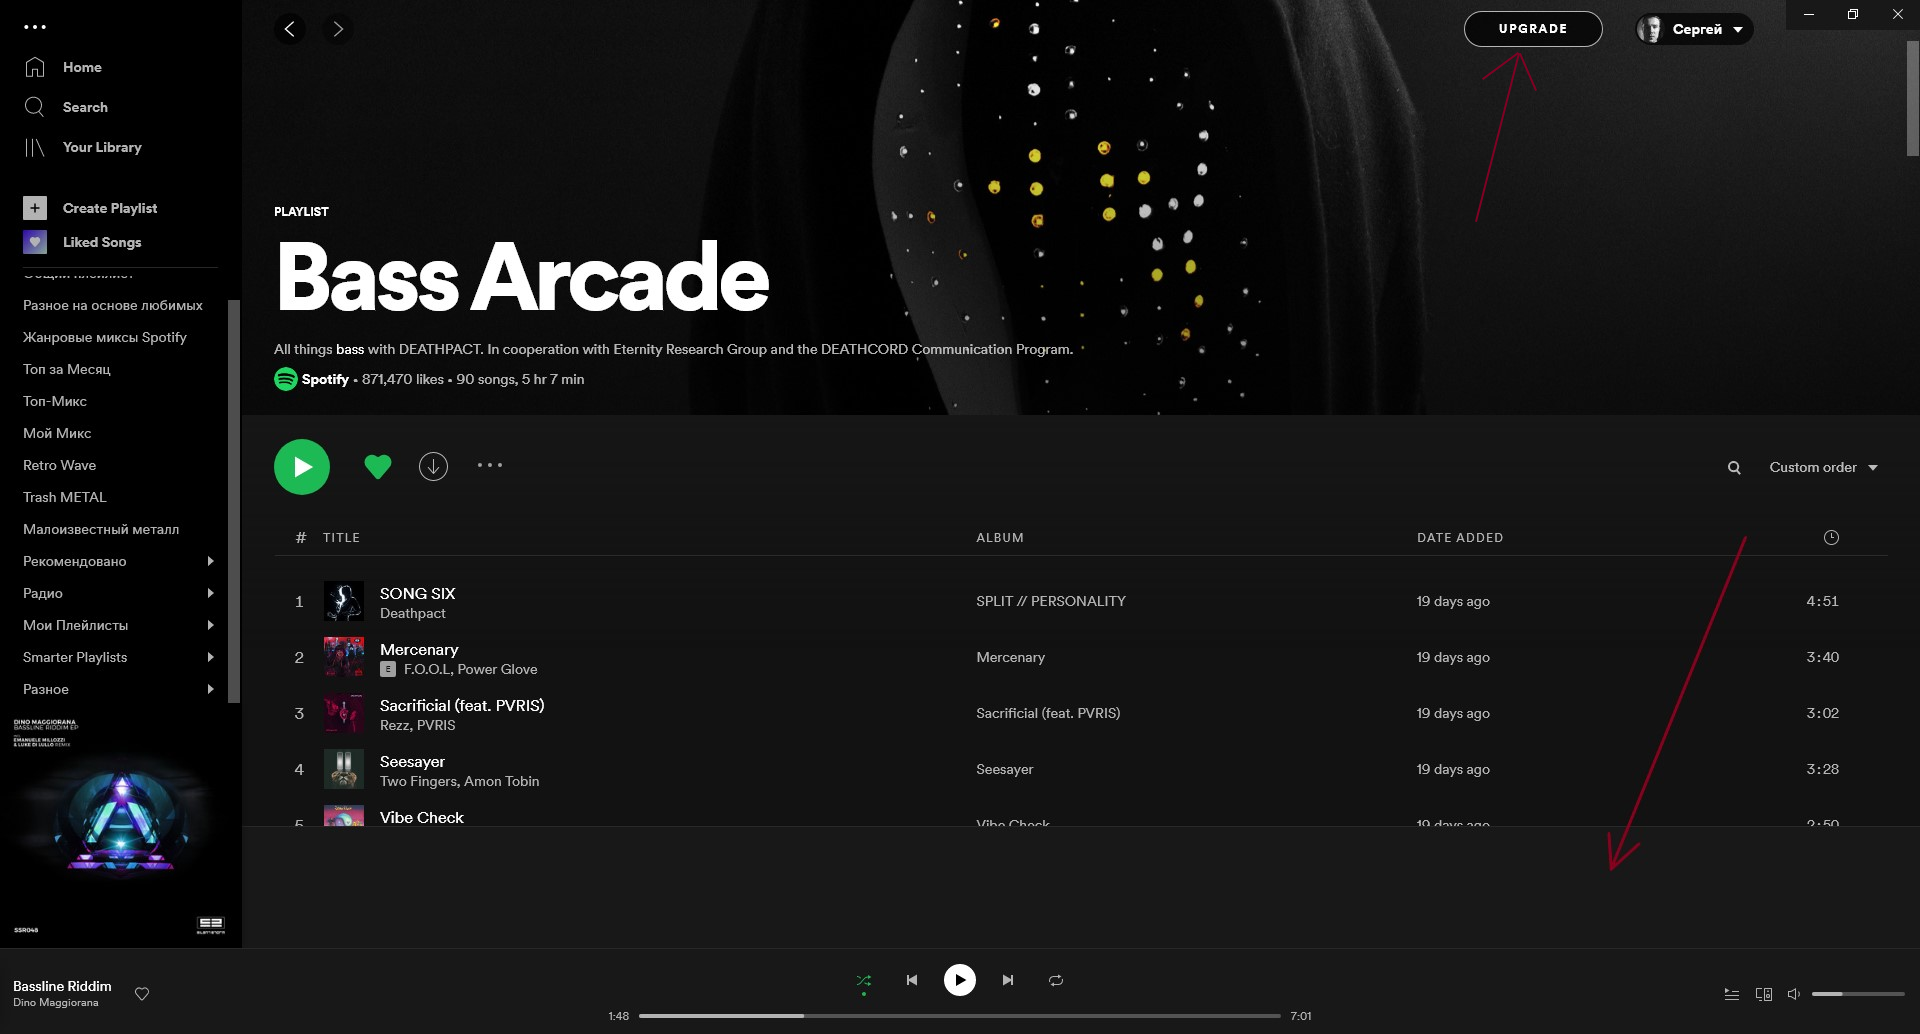 Home
Search
Your Library
Create Playlist
Liked Songs
Общий плейлист
Разное на основе любимых
Жанровые миксы Spotify
Топ за Месяц
Топ-Микс
Мой Микс
Retro Wave
Trash METAL
Малоизвестный металл
Рекомендовано
Радио
Мои Плейлисты
Smarter Playlists
Разное
DINO MAGGIORANA
BASSLINE RIDDIM EP
EMANUELE MILLOZZI
& LUKE DI LULLO REMIX
SSR048
Bassline Riddim
Dino Maggiorana
UPGRADE
Сергей
PLAYLIST
Bass Arcade
All things bass with DEATHPACT. In cooperation with Eternity Research Group and the DEATHCORD Communication Program.
Spotify • 871,470 likes • 90 songs, 5 hr 7 min
Custom order
# TITLE ALBUM DATE ADDED
1 SONG SIX SPLIT // PERSONALITY 19 days ago 4:51
Deathpact
2 Mercenary Mercenary 19 days ago 3:40
E F.O.O.L, Power Glove
3 Sacrificial (feat. PVRIS) Sacrificial (feat. PVRIS) 19 days ago 3:02
Rezz, PVRIS
4 Seesayer Seesayer 19 days ago 3:28
Two Fingers, Amon Tobin
5 Vibe Check Vibe Check 19 days ago 2:50
1:48 7:01